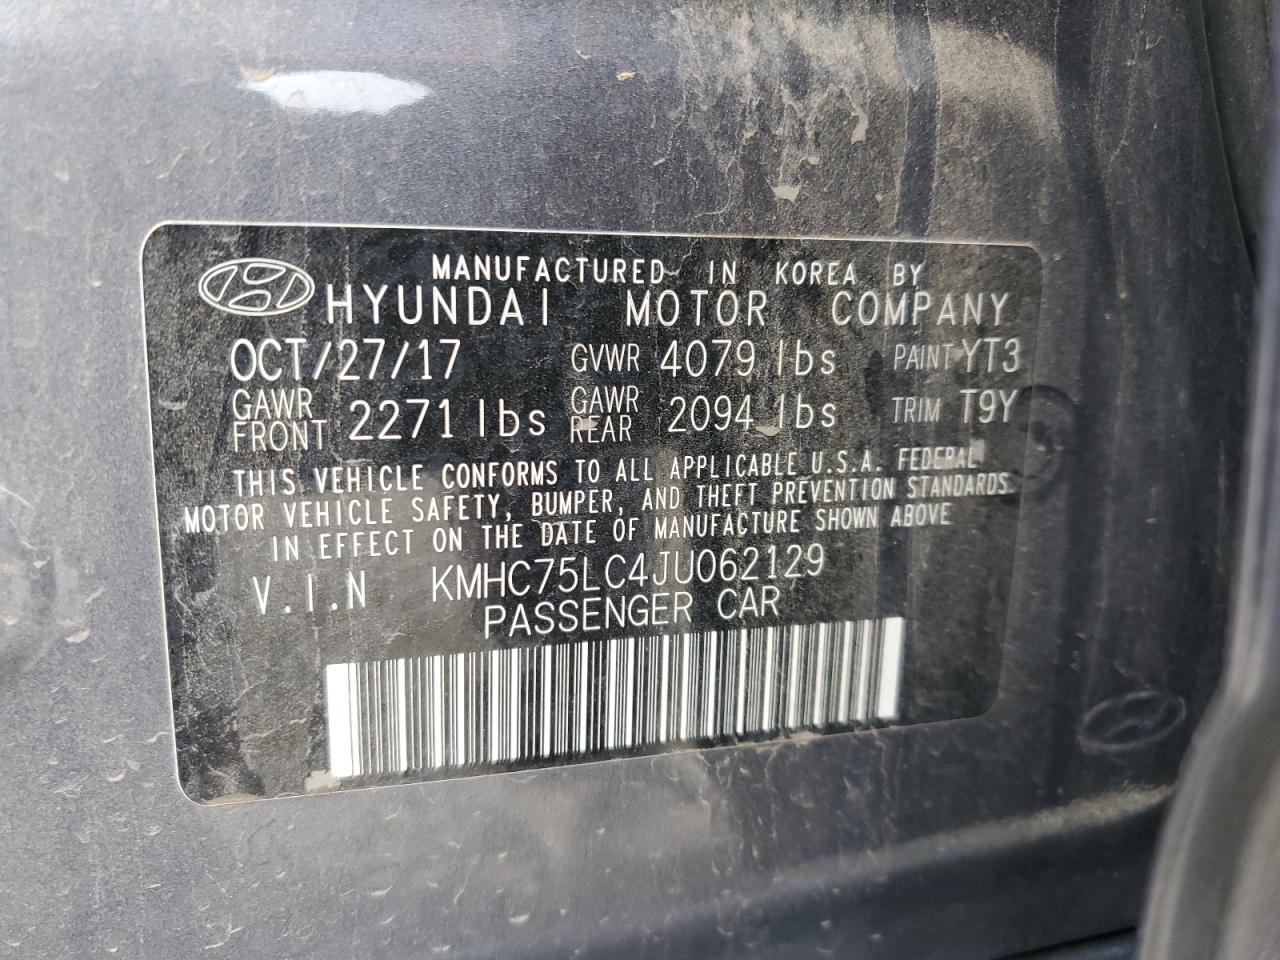 MANUFACTURED IN KOREA BY
HYUNDAI MOTOR COMPANY
OCT/27/17 GVWR 4079 lbs PAINT YT3
GAWR FRONT 2271 lbs GAWR REAR 2094 lbs TRIM T9Y
THIS VEHICLE CONFORMS TO ALL APPLICABLE U.S.A. FEDERAL
MOTOR VEHICLE SAFETY, BUMPER, AND THEFT PREVENTION STANDARDS
IN EFFECT ON THE DATE OF MANUFACTURE SHOWN ABOVE
V.I.N KMHC75LC4JU062129
PASSENGER CAR